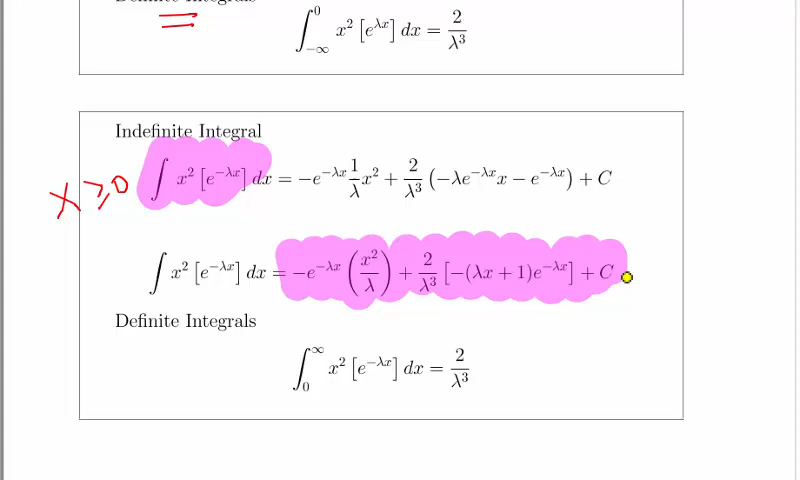 Definite Integrals
∫_{-∞}^{0} x² [e^{λx}] dx = 2/λ³
Indefinite Integral
x ≥ 0 ∫ x² [e^{-λx}] dx = -e^{-λx} 1/λ x² + 2/λ³ (-λe^{-λx}x - e^{-λx}) + C
∫ x² [e^{-λx}] dx = -e^{-λx} (x²/λ) + 2/λ³ [-(λx + 1)e^{-λx}] + C
Definite Integrals
∫_{0}^{∞} x² [e^{-λx}] dx = 2/λ³